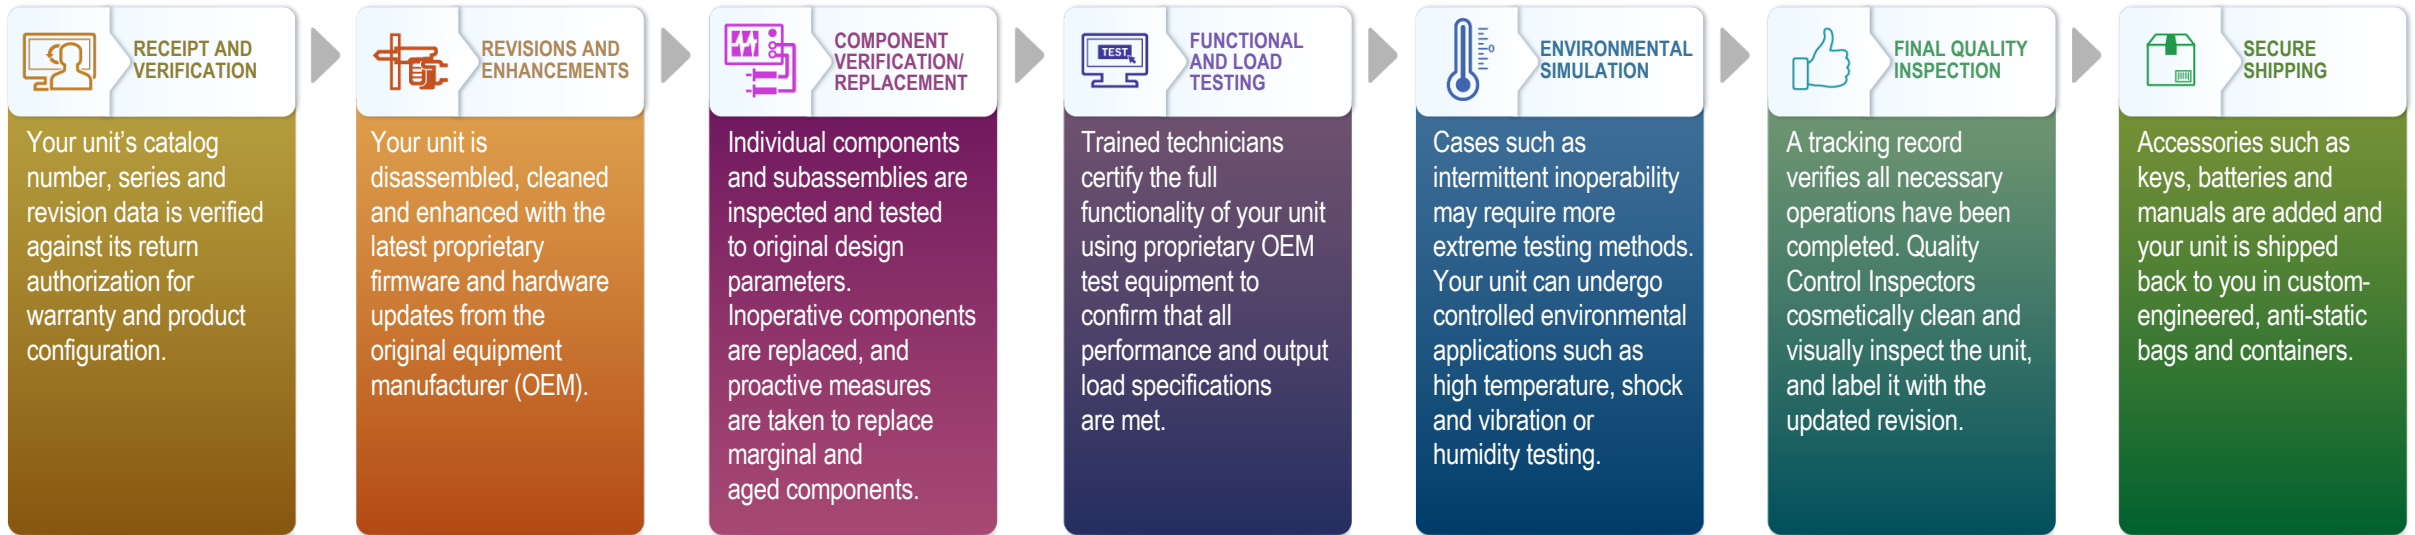 RECEIPT AND
VERIFICATION
Your unit's catalog
number, series and
revision data is verified
against its return
authorization for
warranty and product
configuration.
REVISIONS AND
ENHANCEMENTS
Your unit is
disassembled, cleaned
and enhanced with the
latest proprietary
firmware and hardware
updates from the
original equipment
manufacturer (OEM).
COMPONENT
VERIFICATION/
REPLACEMENT
Individual components
and subassemblies are
inspected and tested
to original design
parameters.
Inoperative components
are replaced, and
proactive measures
are taken to replace
marginal and
aged components.
TEST
FUNCTIONAL
AND LOAD
TESTING
Trained technicians
certify the full
functionality of your unit
using proprietary OEM
test equipment to
confirm that all
performance and output
load specifications
are met.
0
ENVIRONMENTAL
SIMULATION
Cases such as
intermittent inoperability
may require more
extreme testing methods.
Your unit can undergo
controlled environmental
applications such as
high temperature, shock
and vibration or
humidity testing.
FINAL QUALITY
INSPECTION
A tracking record
verifies all necessary
operations have been
completed. Quality
Control Inspectors
cosmetically clean and
visually inspect the unit,
and label it with the
updated revision.
SECURE
SHIPPING
Accessories such as
keys, batteries and
manuals are added and
your unit is shipped
back to you in custom-
engineered, anti-static
bags and containers.